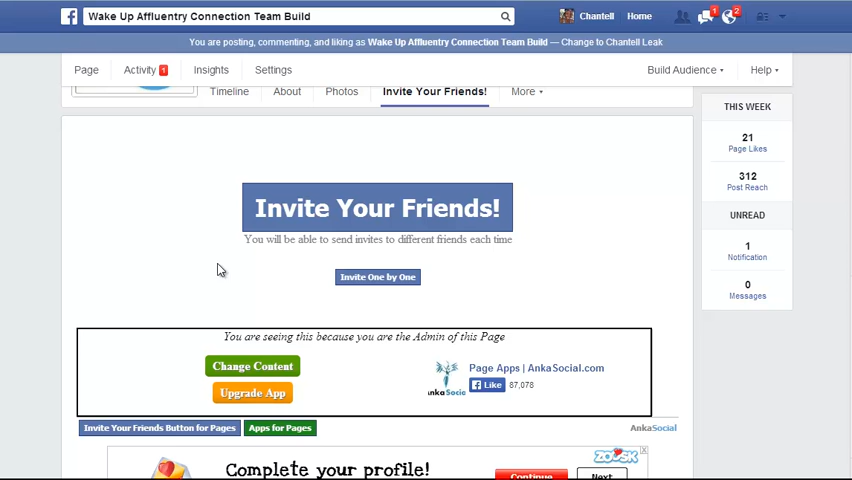 Wake Up Affluentry Connection Team Build
Chantell Home 1 2
You are posting, commenting, and liking as Wake Up Affluentry Connection Team Build — Change to Chantell Leak
Page Activity 1 Insights Settings Build Audience Help
Timeline About Photos Invite Your Friends! More
THIS WEEK
21
Page Likes
312
Post Reach
UNREAD
1
Notification
0
Messages
Invite Your Friends!
You will be able to send invites to different friends each time
Invite One by One
You are seeing this because you are the Admin of this Page
Change Content
Upgrade App
AnkaSocial
Page Apps | AnkaSocial.com
Like 87,078
Invite Your Friends Button for Pages Apps for Pages AnkaSocial
Complete your profile!
zoosk
Continue Next